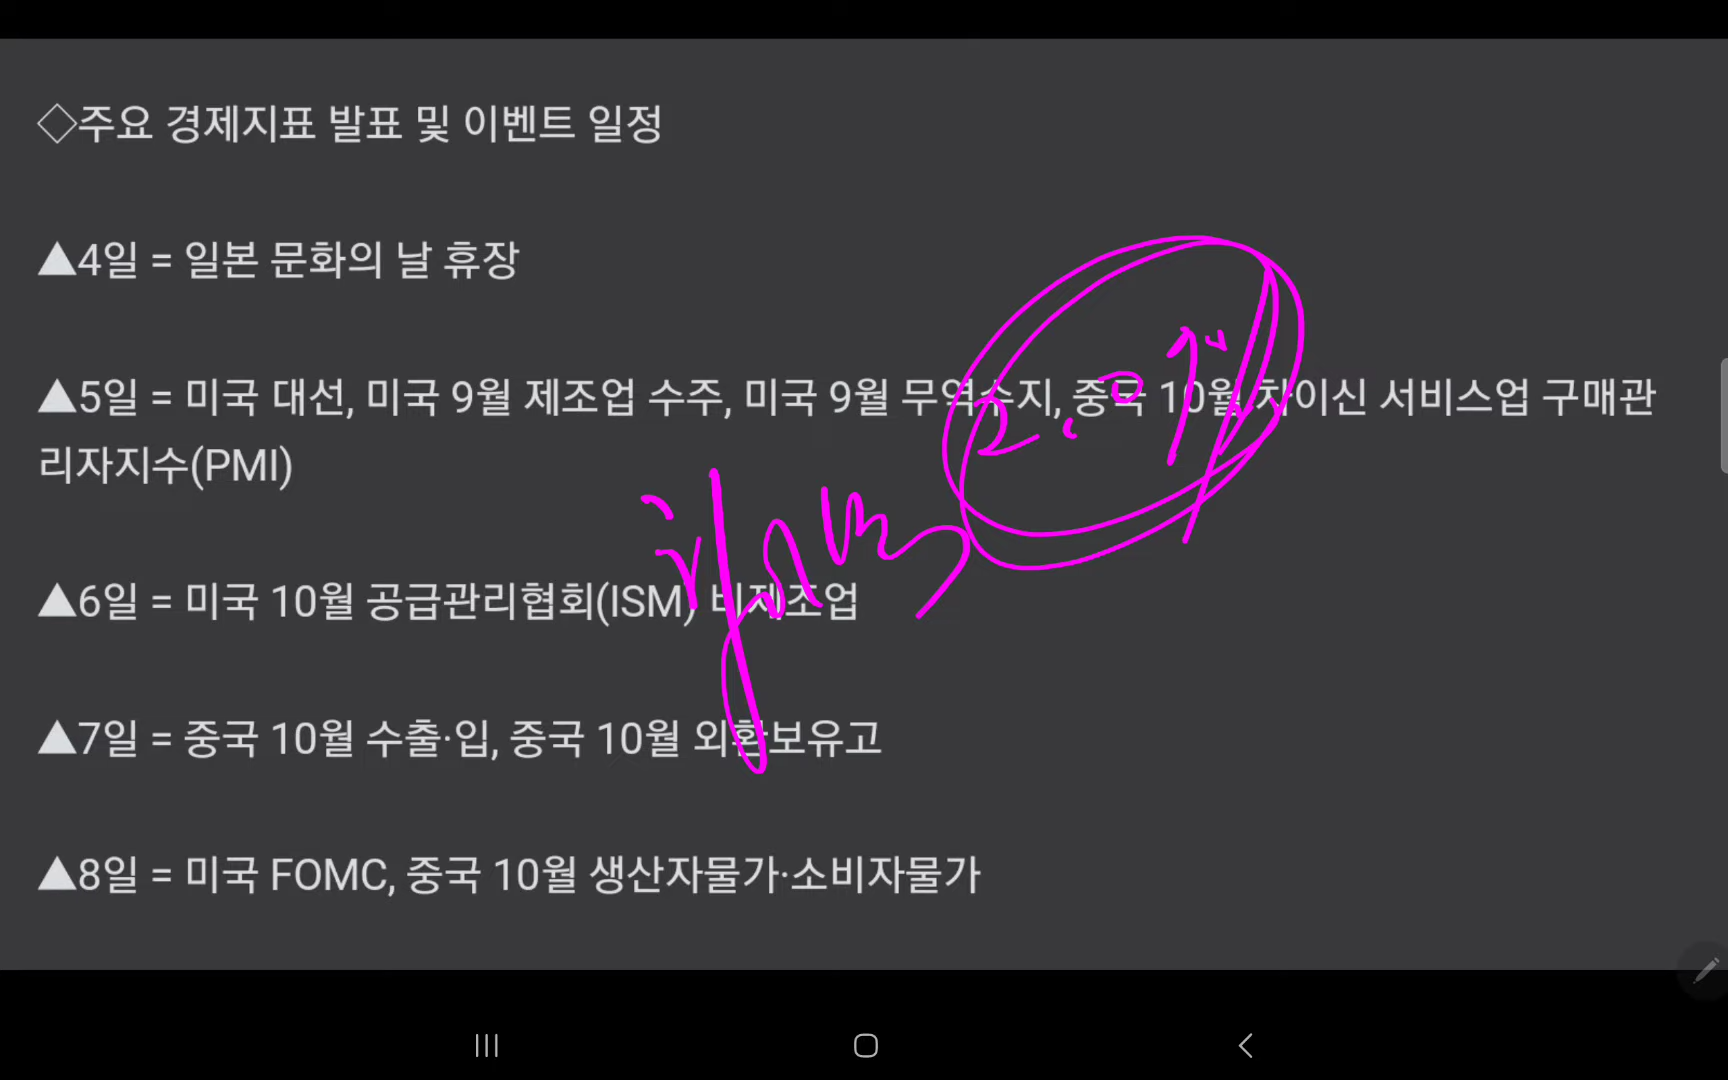 ◇주요 경제지표 발표 및 이벤트 일정
▲4일 = 일본 문화의 날 휴장
▲5일 = 미국 대선, 미국 9월 제조업 수주, 미국 9월 무역수지, 중국 10월 차이신 서비스업 구매관
리자지수(PMI)
▲6일 = 미국 10월 공급관리협회(ISM) 비제조업
▲7일 = 중국 10월 수출·입, 중국 10월 외환보유고
▲8일 = 미국 FOMC, 중국 10월 생산자물가·소비자물가